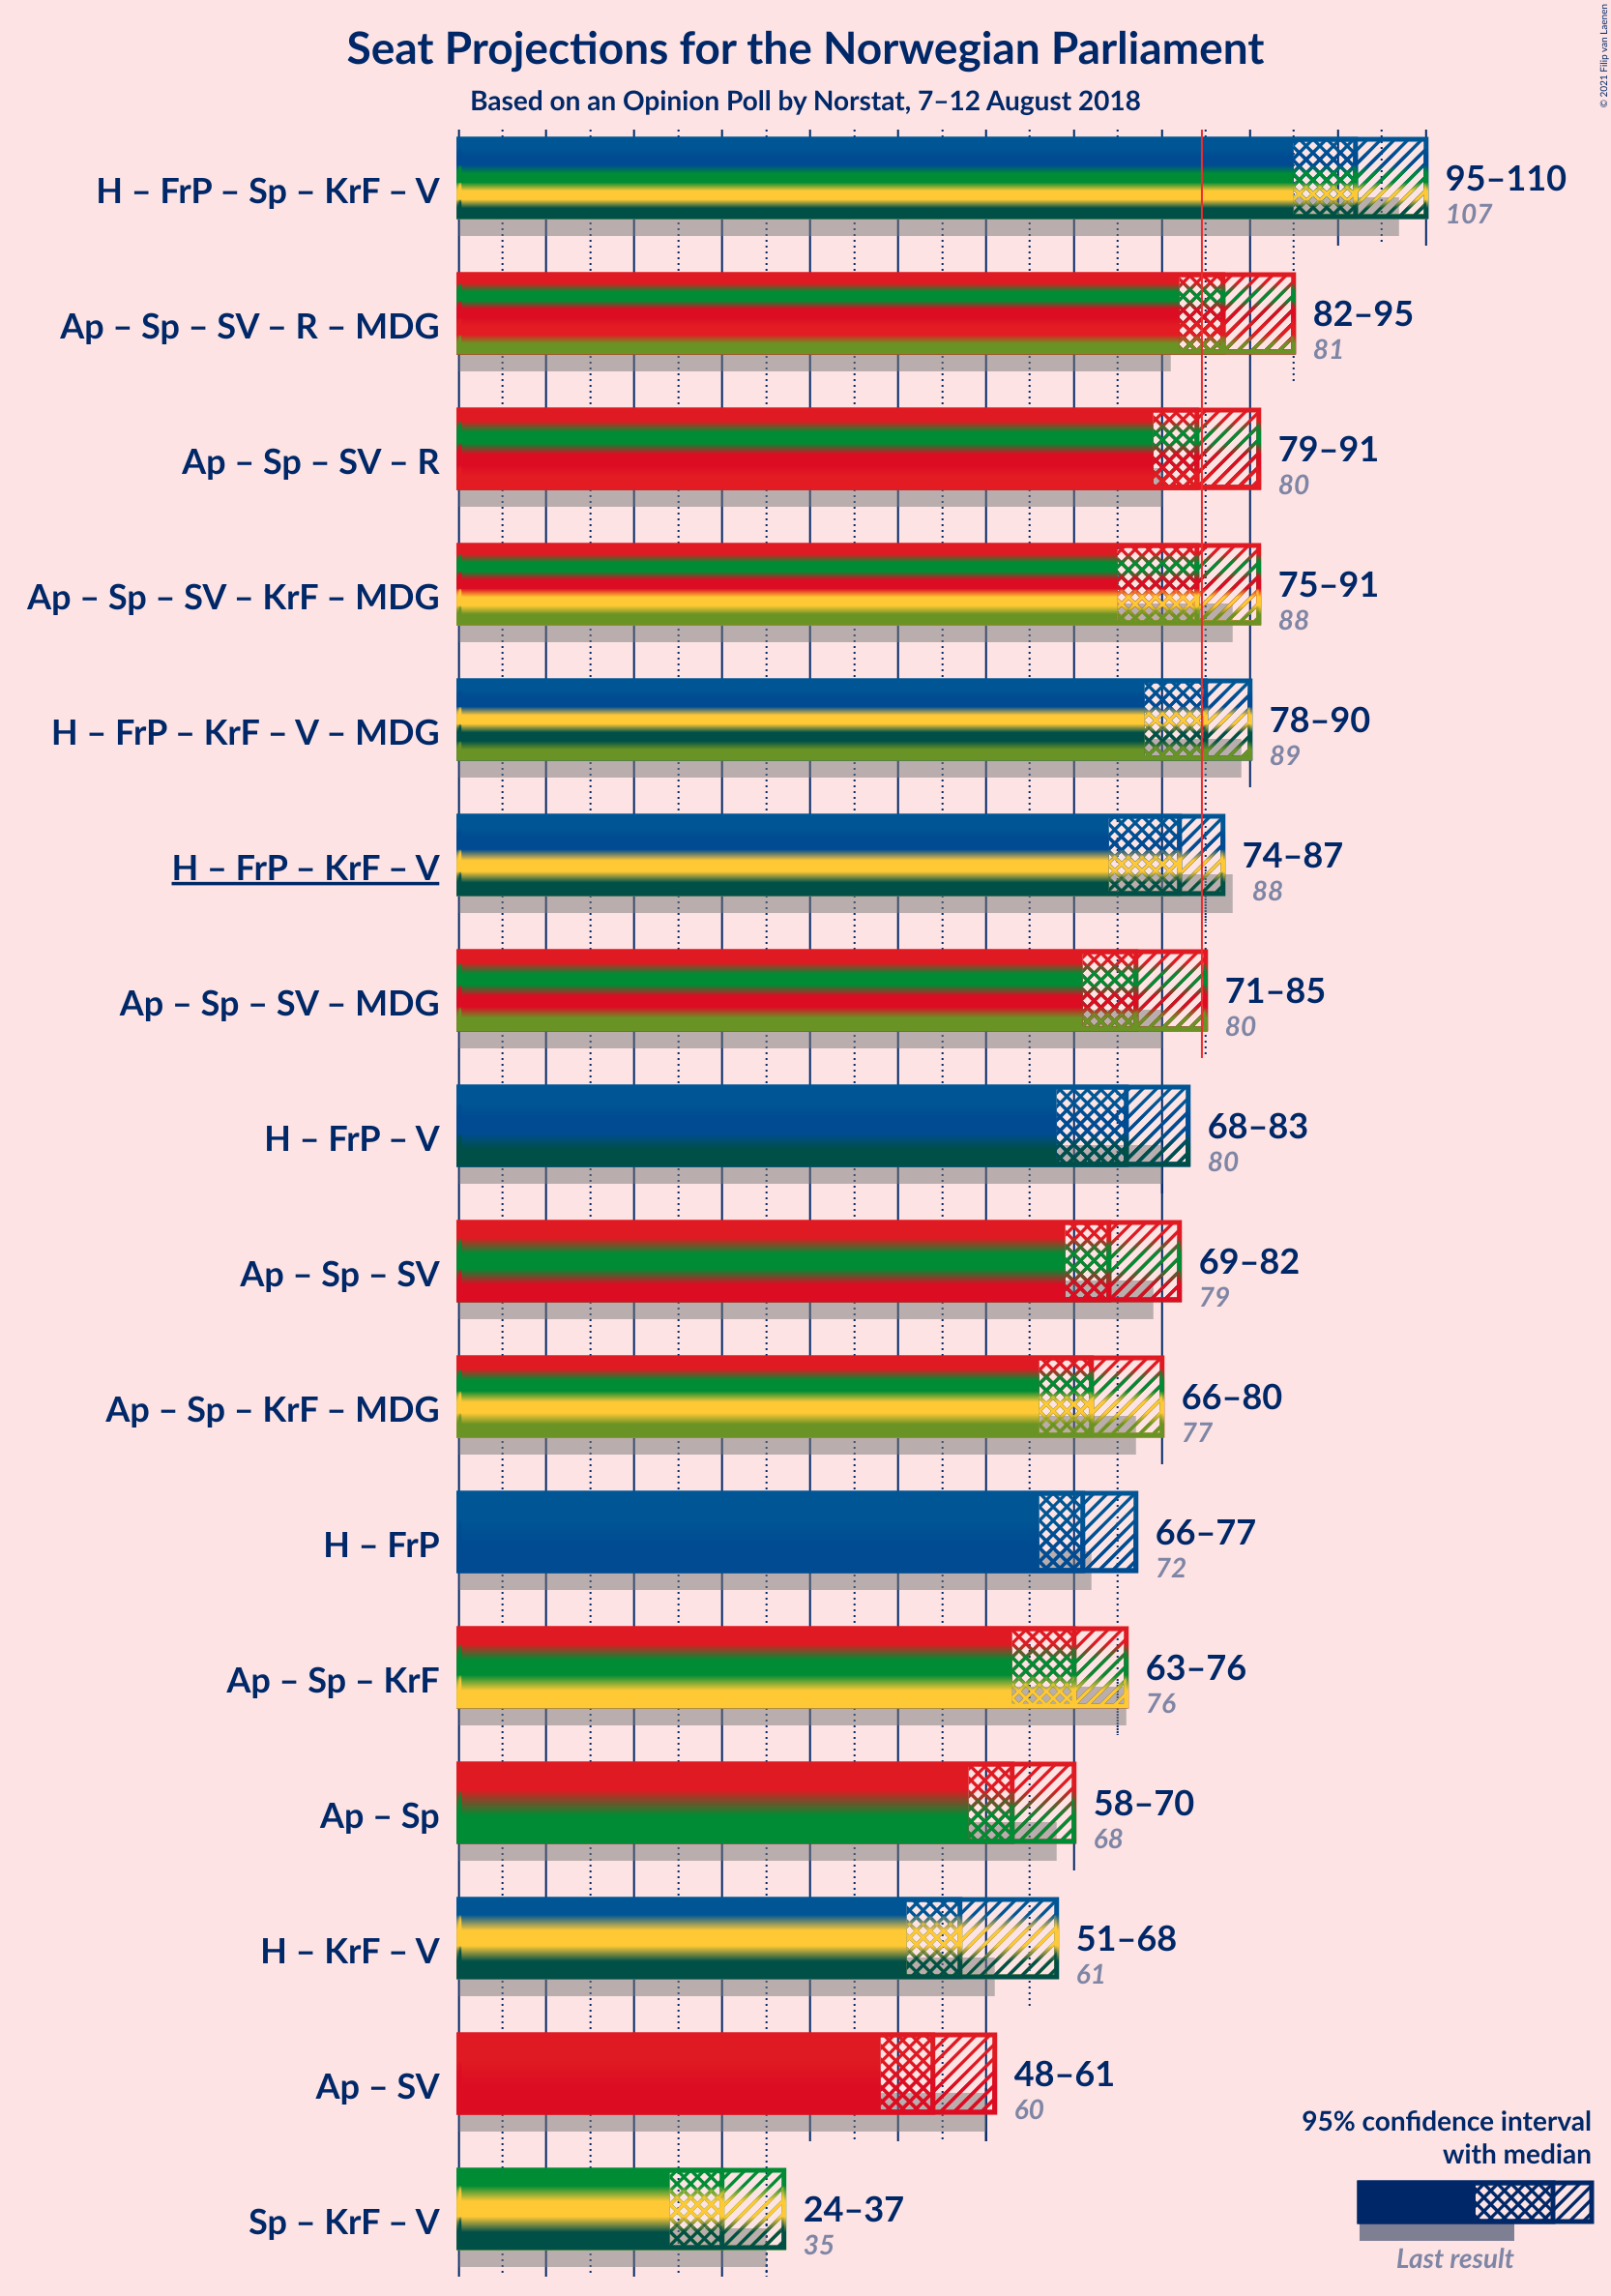 Seat Projections for the Norwegian Parliament
Based on an Opinion Poll by Norstat, 7–12 August 2018
© 2021 Filip van Laenen
H – FrP – Sp – KrF – V
95–110
107
Ap – Sp – SV – R – MDG
82–95
81
Ap – Sp – SV – R
79–91
80
Ap – Sp – SV – KrF – MDG
75–91
88
H – FrP – KrF – V – MDG
78–90
89
H – FrP – KrF – V
74–87
88
Ap – Sp – SV – MDG
71–85
80
H – FrP – V
68–83
80
Ap – Sp – SV
69–82
79
Ap – Sp – KrF – MDG
66–80
77
H – FrP
66–77
72
Ap – Sp – KrF
63–76
76
Ap – Sp
58–70
68
H – KrF – V
51–68
61
Ap – SV
48–61
60
Sp – KrF – V
24–37
35
95% confidence interval
with median
Last result